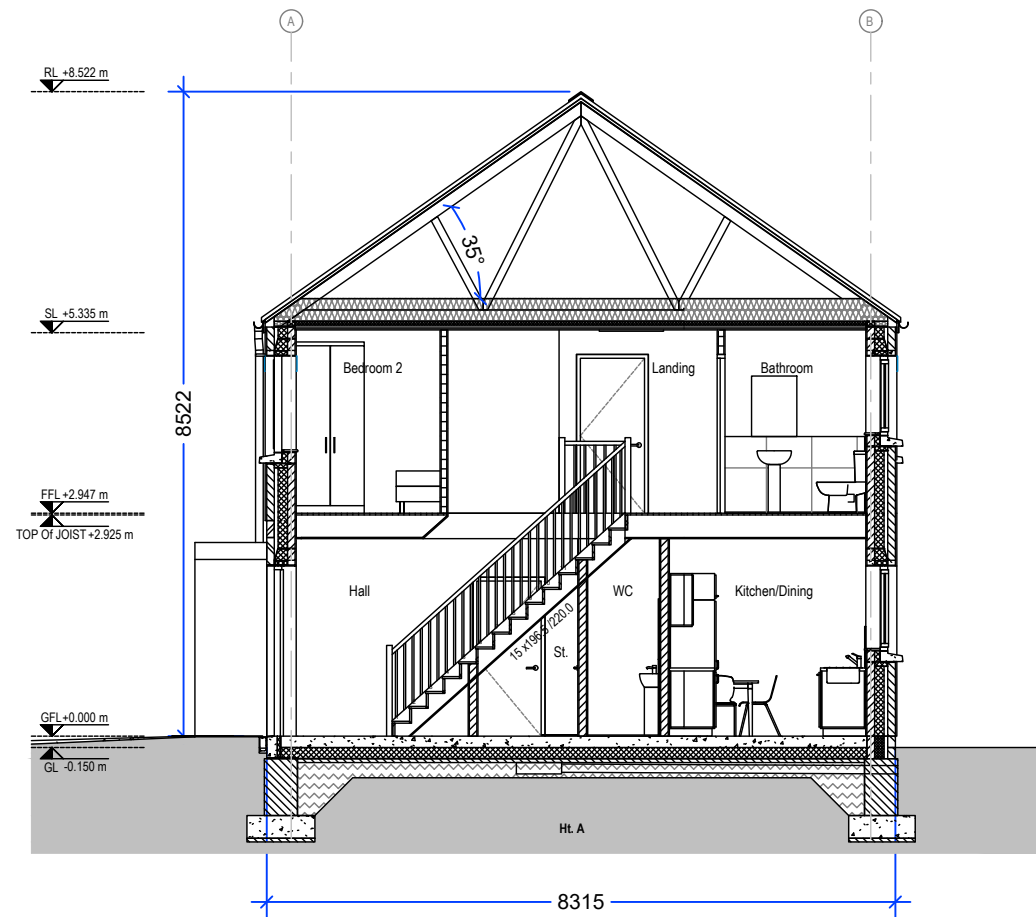 A
B
RL +8.522 m
35°
SL +5.335 m
Bedroom 2
Landing
Bathroom
8522
FFL +2.947 m
TOP Of JOIST +2.925 m
Hall
WC
Kitchen/Dining
15 x196.5 /220.0
St.
GFL+0.000 m
GL -0.150 m
Ht. A
8315